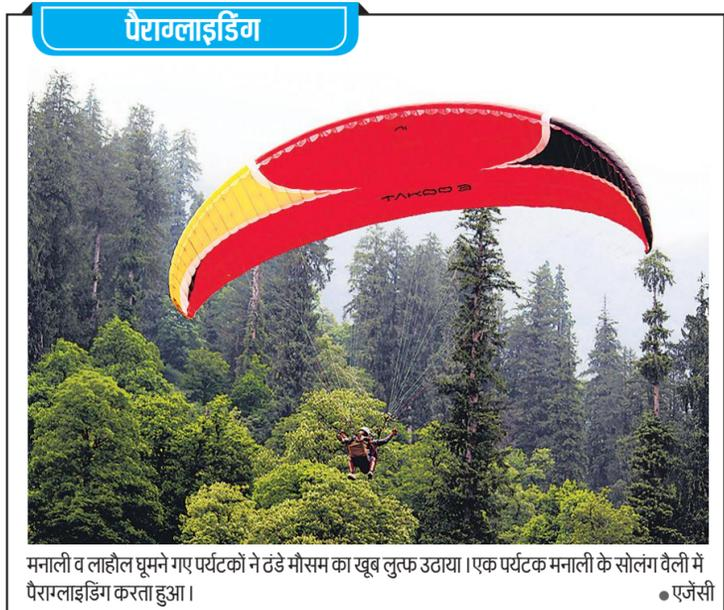 पैराग्लाइडिंग
TAKOO 3
मनाली व लाहौल घूमने गए पर्यटकों ने ठंडे मौसम का खूब लुत्फ उठाया। एक पर्यटक मनाली के सोलंग वैली में
पैराग्लाइडिंग करता हुआ। ● एजेंसी